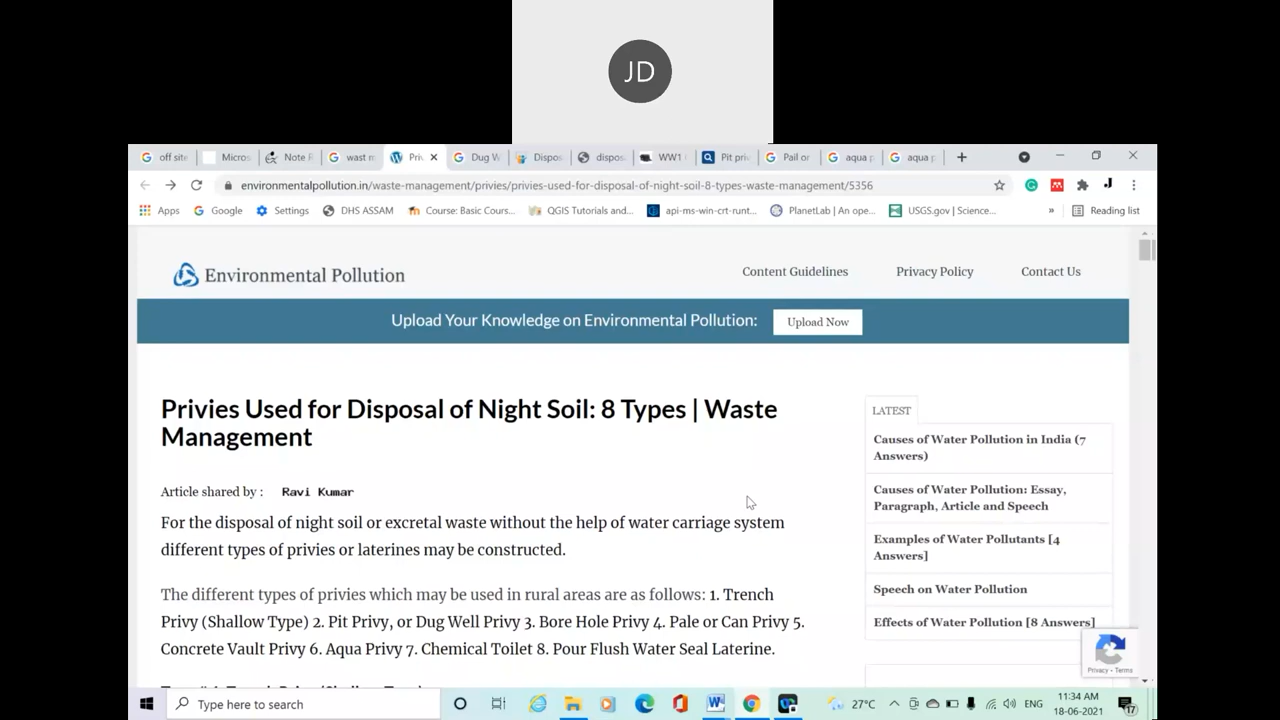 JD
off site
Micros
Note F
wast m
Priv
Dug W
Dispos
dispos
WW1
Pit pri
Pail or
aqua p
aqua p
environmentalpollution.in/waste-management/privies/privies-used-for-disposal-of-night-soil-8-types-waste-management/5356
Apps
Google
Settings
DHS ASSAM
Course: Basic Cours...
QGIS Tutorials and...
api-ms-win-crt-runt...
PlanetLab | An ope...
USGS.gov | Science...
»
Reading list
Environmental Pollution
Content Guidelines
Privacy Policy
Contact Us
Upload Your Knowledge on Environmental Pollution:
Upload Now
Privies Used for Disposal of Night Soil: 8 Types | Waste
Management
Article shared by : Ravi Kumar
For the disposal of night soil or excretal waste without the help of water carriage system
different types of privies or laterines may be constructed.
The different types of privies which may be used in rural areas are as follows: 1. Trench
Privy (Shallow Type) 2. Pit Privy, or Dug Well Privy 3. Bore Hole Privy 4. Pale or Can Privy 5.
Concrete Vault Privy 6. Aqua Privy 7. Chemical Toilet 8. Pour Flush Water Seal Laterine.
LATEST
Causes of Water Pollution in India (7
Answers)
Causes of Water Pollution: Essay,
Paragraph, Article and Speech
Examples of Water Pollutants [4
Answers]
Speech on Water Pollution
Effects of Water Pollution [8 Answers]
Privacy - Terms
Type here to search
27°C
ENG
11:34 AM
18-06-2021
17